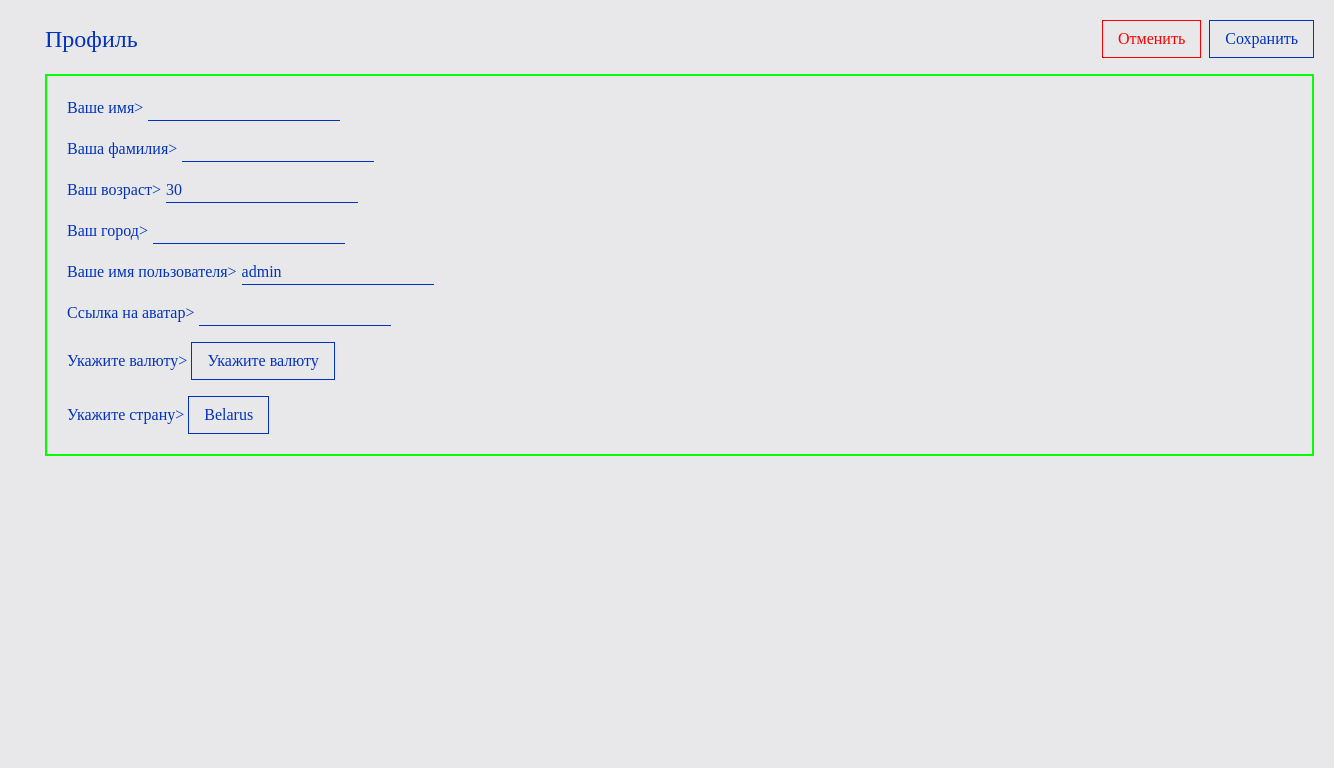 Профиль
Отменить
Сохранить
Ваше имя>
Ваша фамилия>
Ваш возраст> 30
Ваш город>
Ваше имя пользователя> admin
Ссылка на аватар>
Укажите валюту> Укажите валюту
Укажите страну> Belarus